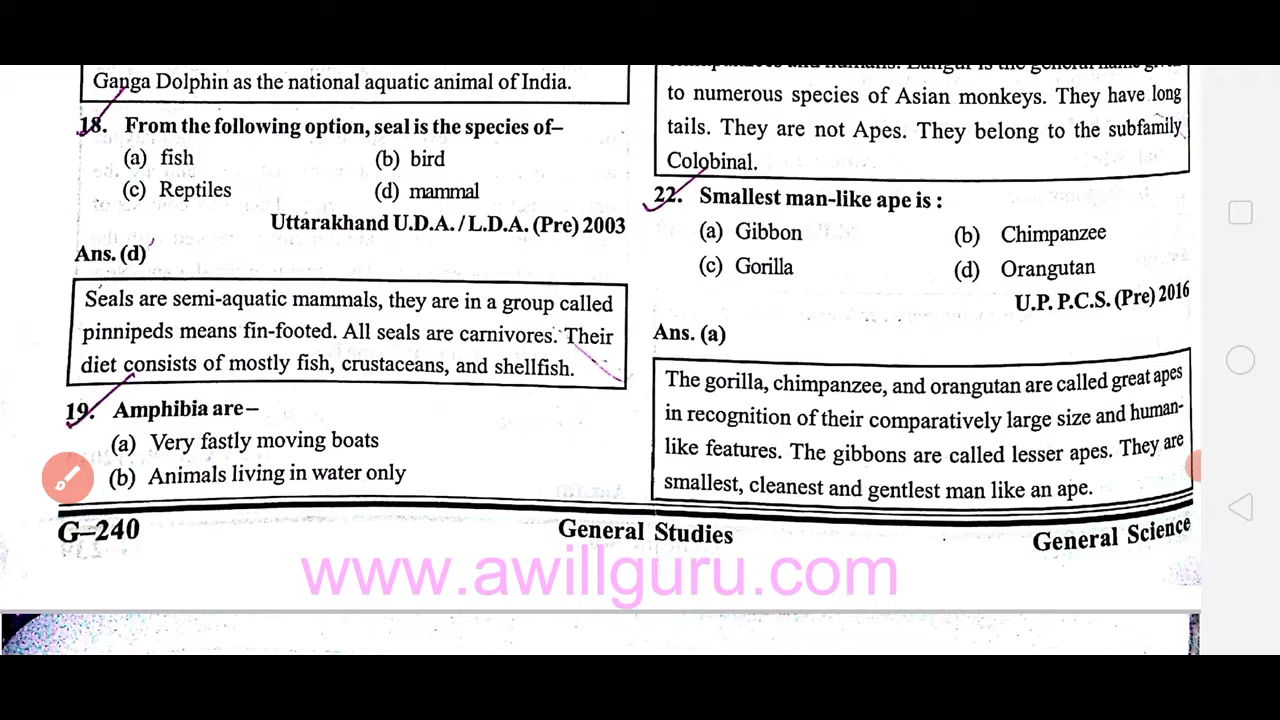 Ganga Dolphin as the national aquatic animal of India.
18. From the following option, seal is the species of–
(a) fish (b) bird
(c) Reptiles (d) mammal
Uttarakhand U.D.A./L.D.A. (Pre) 2003
Ans. (d)
Seals are semi-aquatic mammals, they are in a group called
pinnipeds means fin-footed. All seals are carnivores. Their
diet consists of mostly fish, crustaceans, and shellfish.
19. Amphibia are–
(a) Very fastly moving boats
(b) Animals living in water only
to numerous species of Asian monkeys. They have long
tails. They are not Apes. They belong to the subfamily
Colobinal.
22. Smallest man-like ape is :
(a) Gibbon (b) Chimpanzee
(c) Gorilla (d) Orangutan
U.P. P.C.S. (Pre) 2016
Ans. (a)
The gorilla, chimpanzee, and orangutan are called great apes
in recognition of their comparatively large size and human-
like features. The gibbons are called lesser apes. They are
smallest, cleanest and gentlest man like an ape.
G–240 General Studies General Science
www.awillguru.com